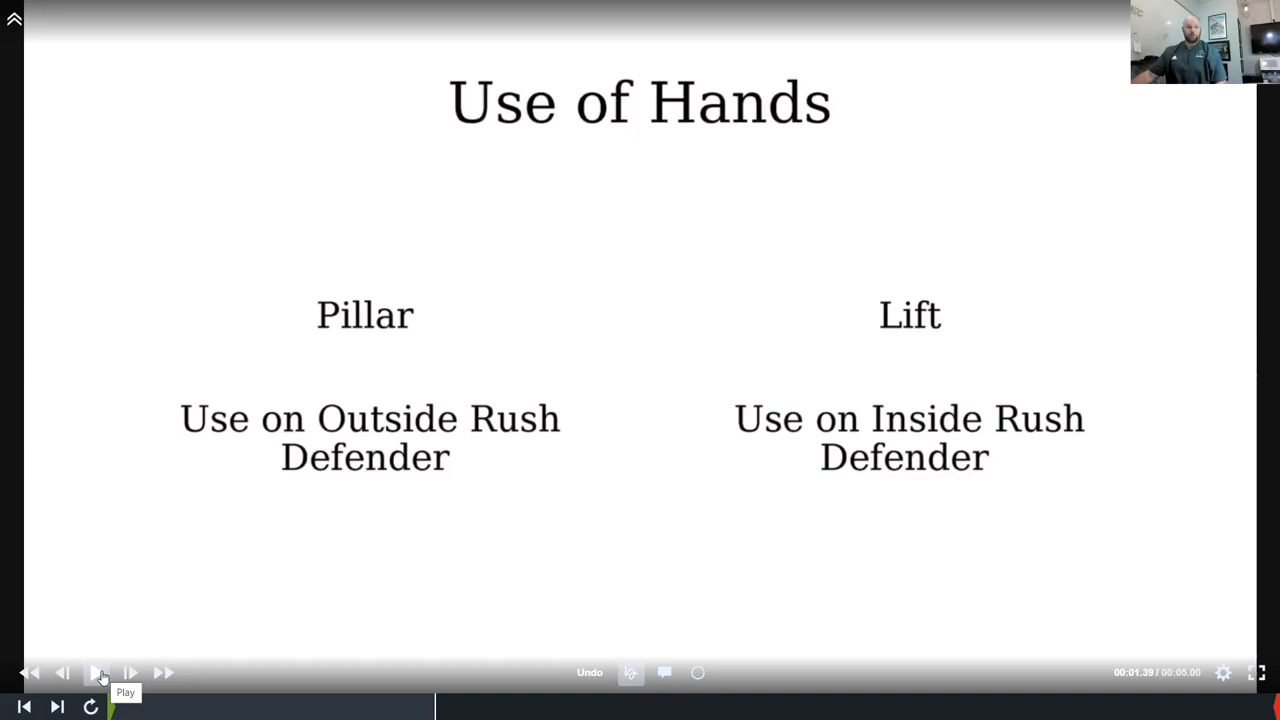 Use of Hands
Pillar
Lift
Use on Outside Rush
Defender
Use on Inside Rush
Defender
Undo
00:01.39 / 00:05.00
Play